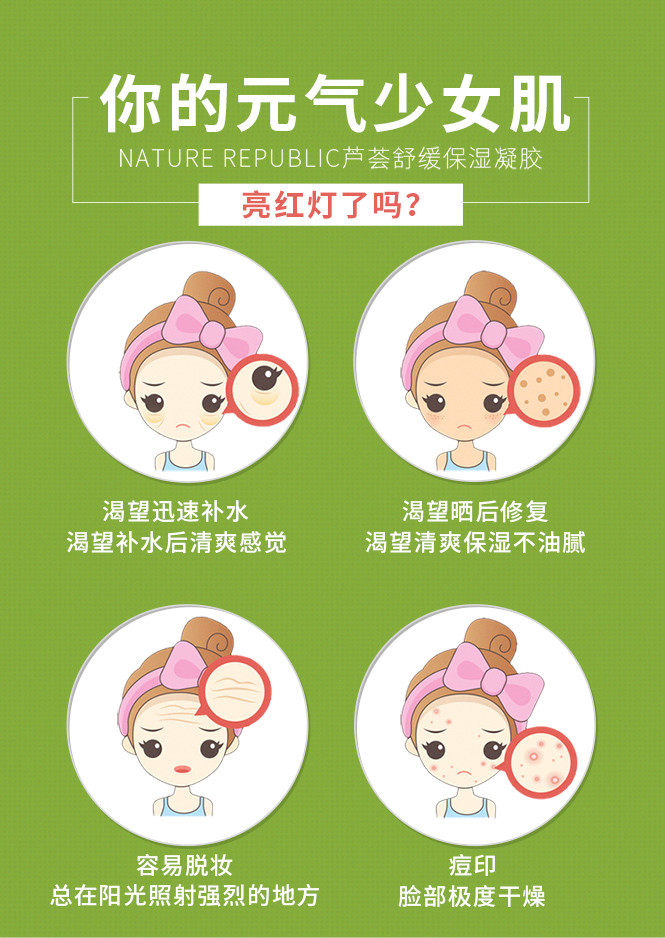 你的元气少女肌
NATURE REPUBLIC芦荟舒缓保湿凝胶
亮红灯了吗?
渴望迅速补水
渴望补水后清爽感觉
渴望晒后修复
渴望清爽保湿不油腻
容易脱妆
总在阳光照射强烈的地方
痘印
脸部极度干燥